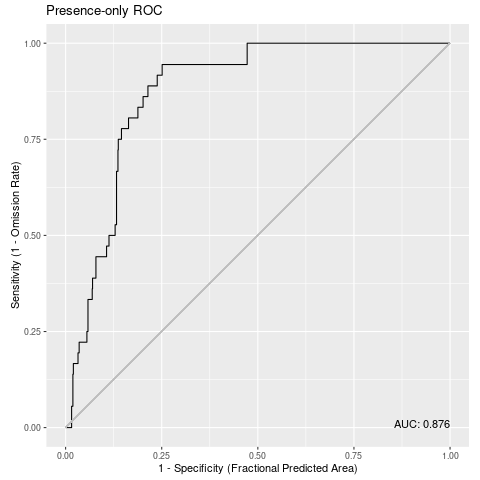 Presence-only ROC
1.00
0.75
0.50
0.25
0.00
Sensitivity (1 - Omission Rate)
AUC: 0.876
0.00 0.25 0.50 0.75 1.00
1 - Specificity (Fractional Predicted Area)